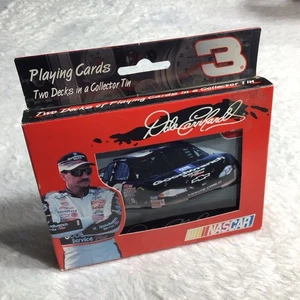 Playing Cards
Two Decks in a Collector Tin
3
Two Decks of Playing Cards in a Collector Tin
Dale Earnhardt
NASCAR
Service